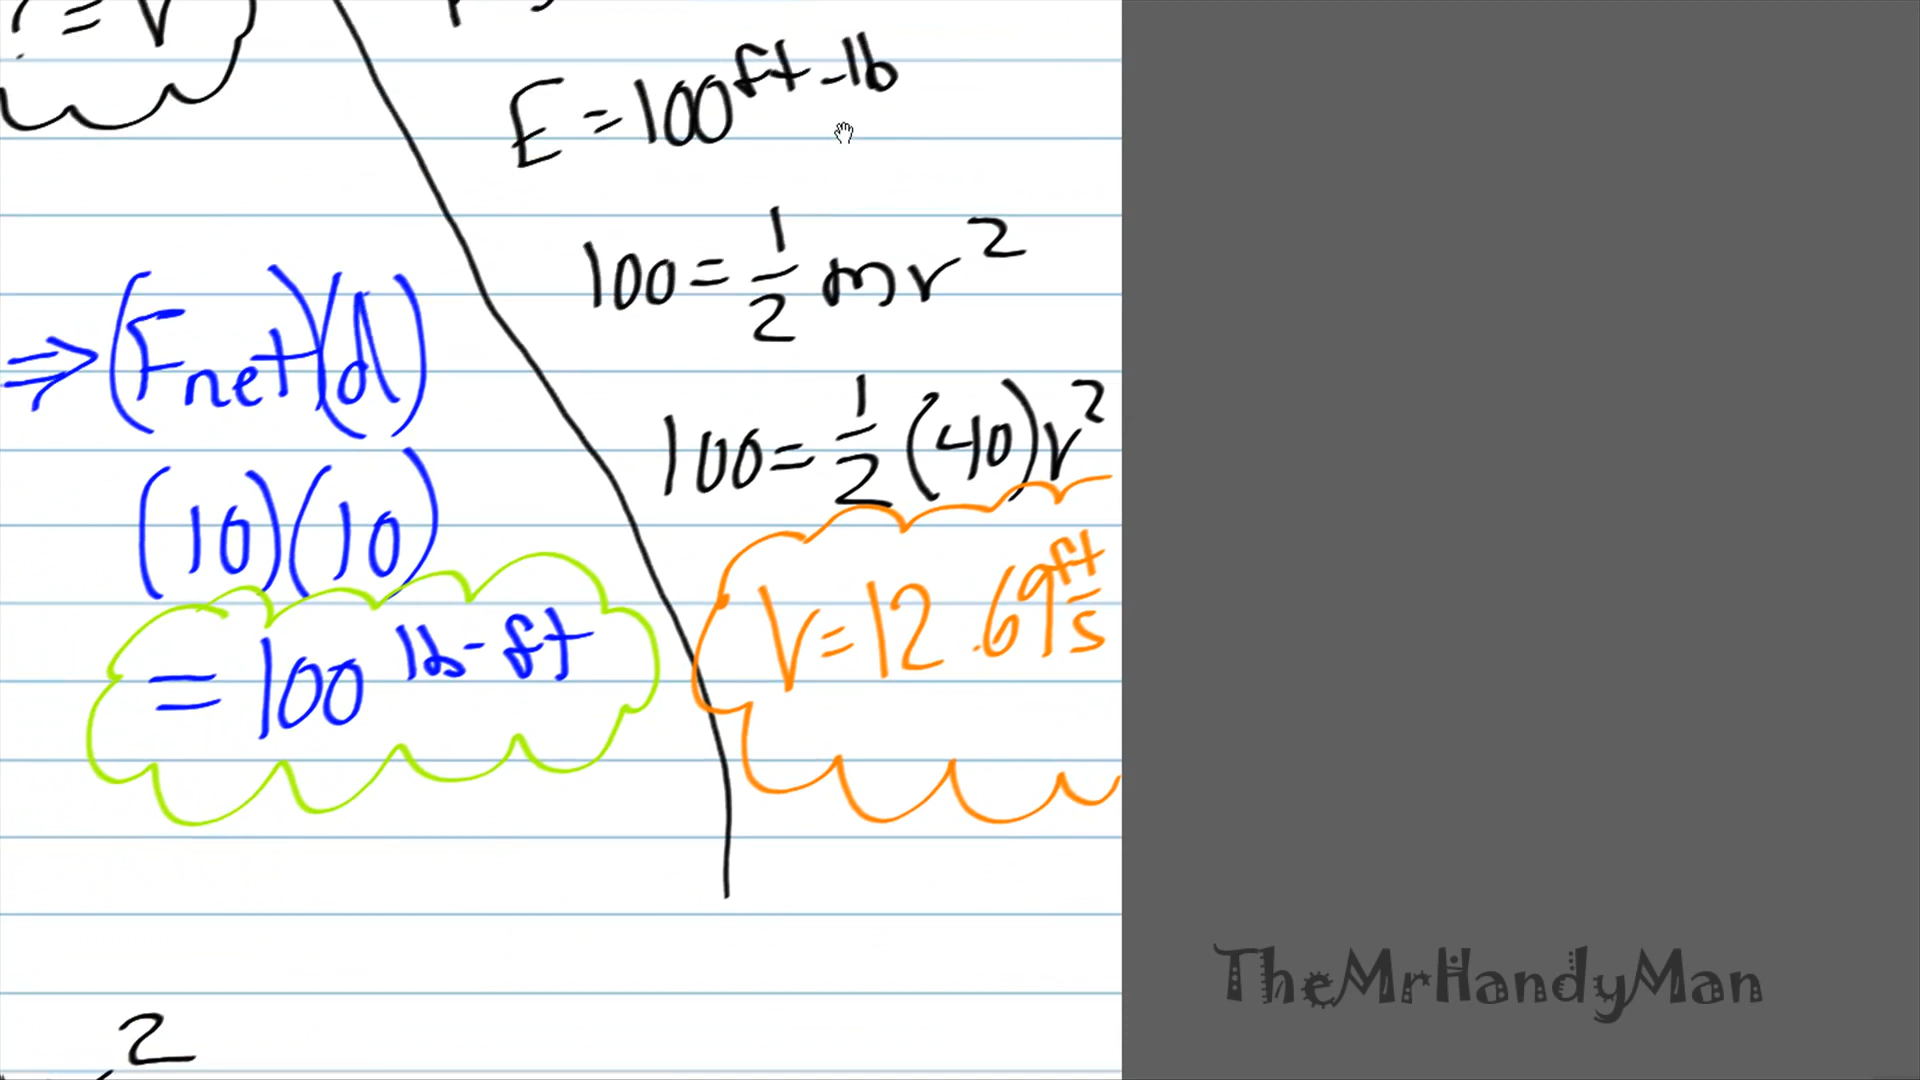 ? = V
E = 100 ft-lb
100 = 1/2 mv²
⇒ (Fnet)(d)
100 = 1/2 (40)v²
(10)(10)
V = 12.69 ft/s
= 100 lb-ft
2
TheMrHandyMan